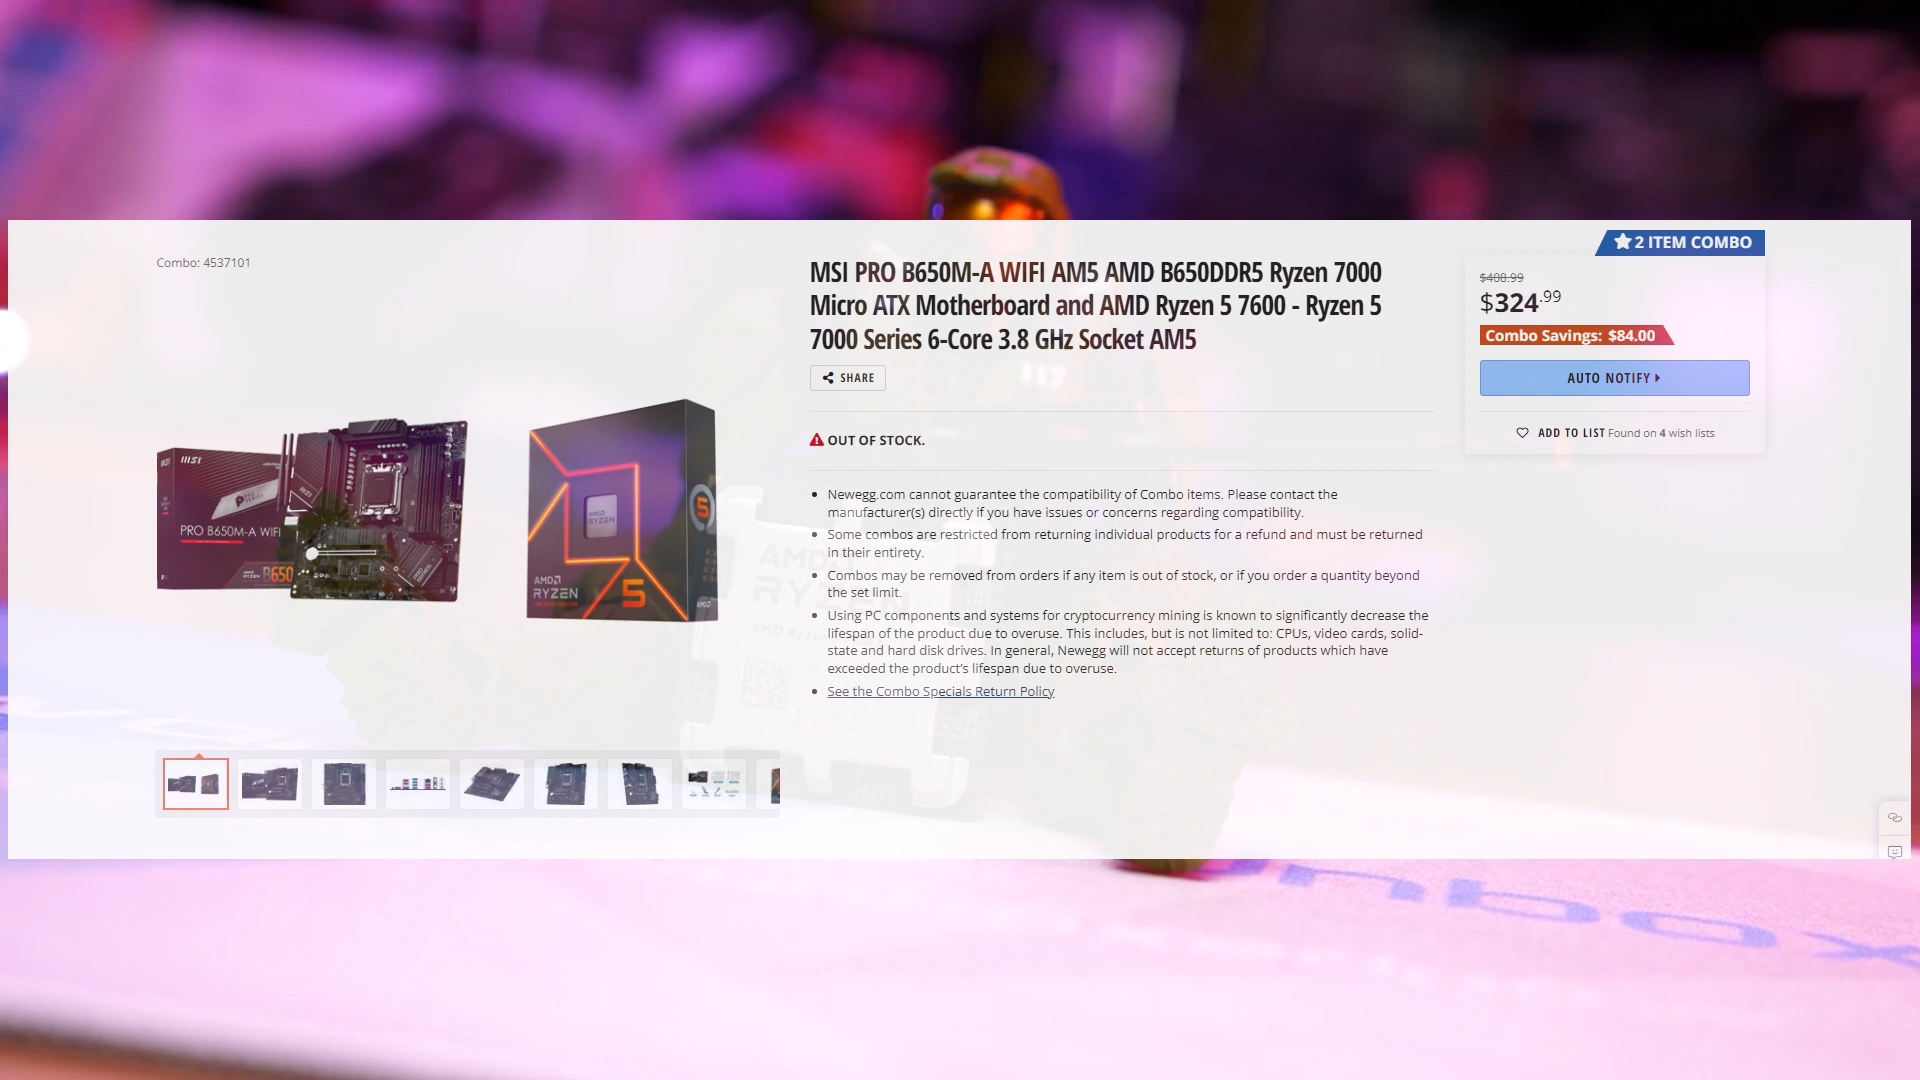 Combo: 4537101
MSI PRO B650M-A WIFI AM5 AMD B650DDR5 Ryzen 7000
Micro ATX Motherboard and AMD Ryzen 5 7600 - Ryzen 5
7000 Series 6-Core 3.8 GHz Socket AM5
SHARE
OUT OF STOCK.
Newegg.com cannot guarantee the compatibility of Combo items. Please contact the
manufacturer(s) directly if you have issues or concerns regarding compatibility.
Some combos are restricted from returning individual products for a refund and must be returned
in their entirety.
Combos may be removed from orders if any item is out of stock, or if you order a quantity beyond
the set limit.
Using PC components and systems for cryptocurrency mining is known to significantly decrease the
lifespan of the product due to overuse. This includes, but is not limited to: CPUs, video cards, solid-
state and hard disk drives. In general, Newegg will not accept returns of products which have
exceeded the product's lifespan due to overuse.
See the Combo Specials Return Policy
2 ITEM COMBO
$408.99
$324.99
Combo Savings: $84.00
AUTO NOTIFY
ADD TO LIST Found on 4 wish lists
msi
PRO B650M-A WIFI
B650
AMD
RYZEN
5
AMD
RYZEN
5
AMD
RYZEN
117